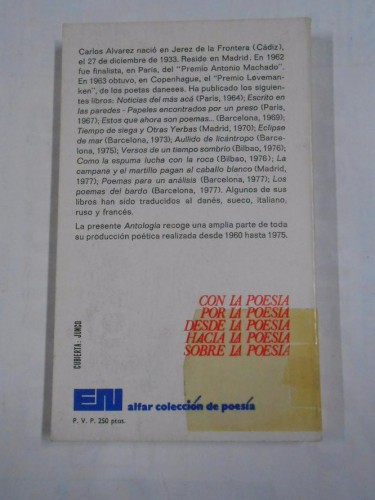 Carlos Alvarez nació en Jerez de la Frontera (Cádiz),
el 27 de diciembre de 1933. Reside en Madrid. En 1962
fue finalista, en París, del "Premio Antonio Machado".
En 1963 obtuvo, en Copenhague, el "Premio Løveman-
ken", de los poetas daneses. Ha publicado los siguien-
tes libros: Noticias del más acá (París, 1964); Escrito en
las paredes - Papeles encontrados por un preso (París,
1967); Estos que ahora son poemas... (Barcelona, 1969);
Tiempo de siega y Otras Yerbas (Madrid, 1970); Eclipse
de mar (Barcelona, 1973); Aullido de licántropo (Barce-
lona, 1975); Versos de un tiempo sombrío (Bilbao, 1976);
Como la espuma lucha con la roca (Bilbao, 1976); La
campana y el martillo pagan al caballo blanco (Madrid,
1977); Poemas para un análisis (Barcelona, 1977); Los
poemas del bardo (Barcelona, 1977). Algunos de sus
libros han sido traducidos al danés, sueco, italiano,
ruso y francés.
La presente Antología recoge una amplia parte de toda
su producción poética realizada desde 1960 hasta 1975.
CUBIERTA: JUNCO
CON LA POESIA
POR LA POESIA
DESDE LA POESIA
HACIA LA POESIA
SOBRE LA POESIA
EN alfar colección de poesía
P. V. P. 250 ptas.